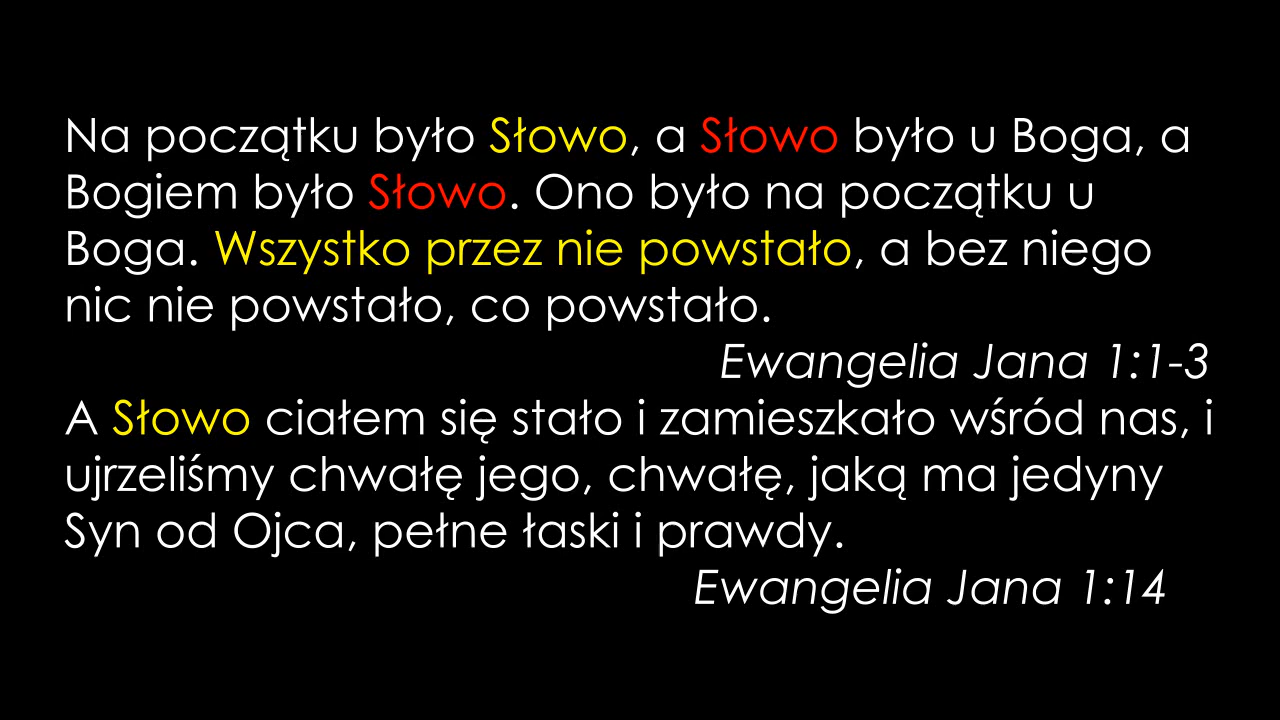 Na początku było Słowo, a Słowo było u Boga, a
Bogiem było Słowo. Ono było na początku u
Boga. Wszystko przez nie powstało, a bez niego
nic nie powstało, co powstało.
Ewangelia Jana 1:1-3
A Słowo ciałem się stało i zamieszkało wśród nas, i
ujrzeliśmy chwałę jego, chwałę, jaką ma jedyny
Syn od Ojca, pełne łaski i prawdy.
Ewangelia Jana 1:14